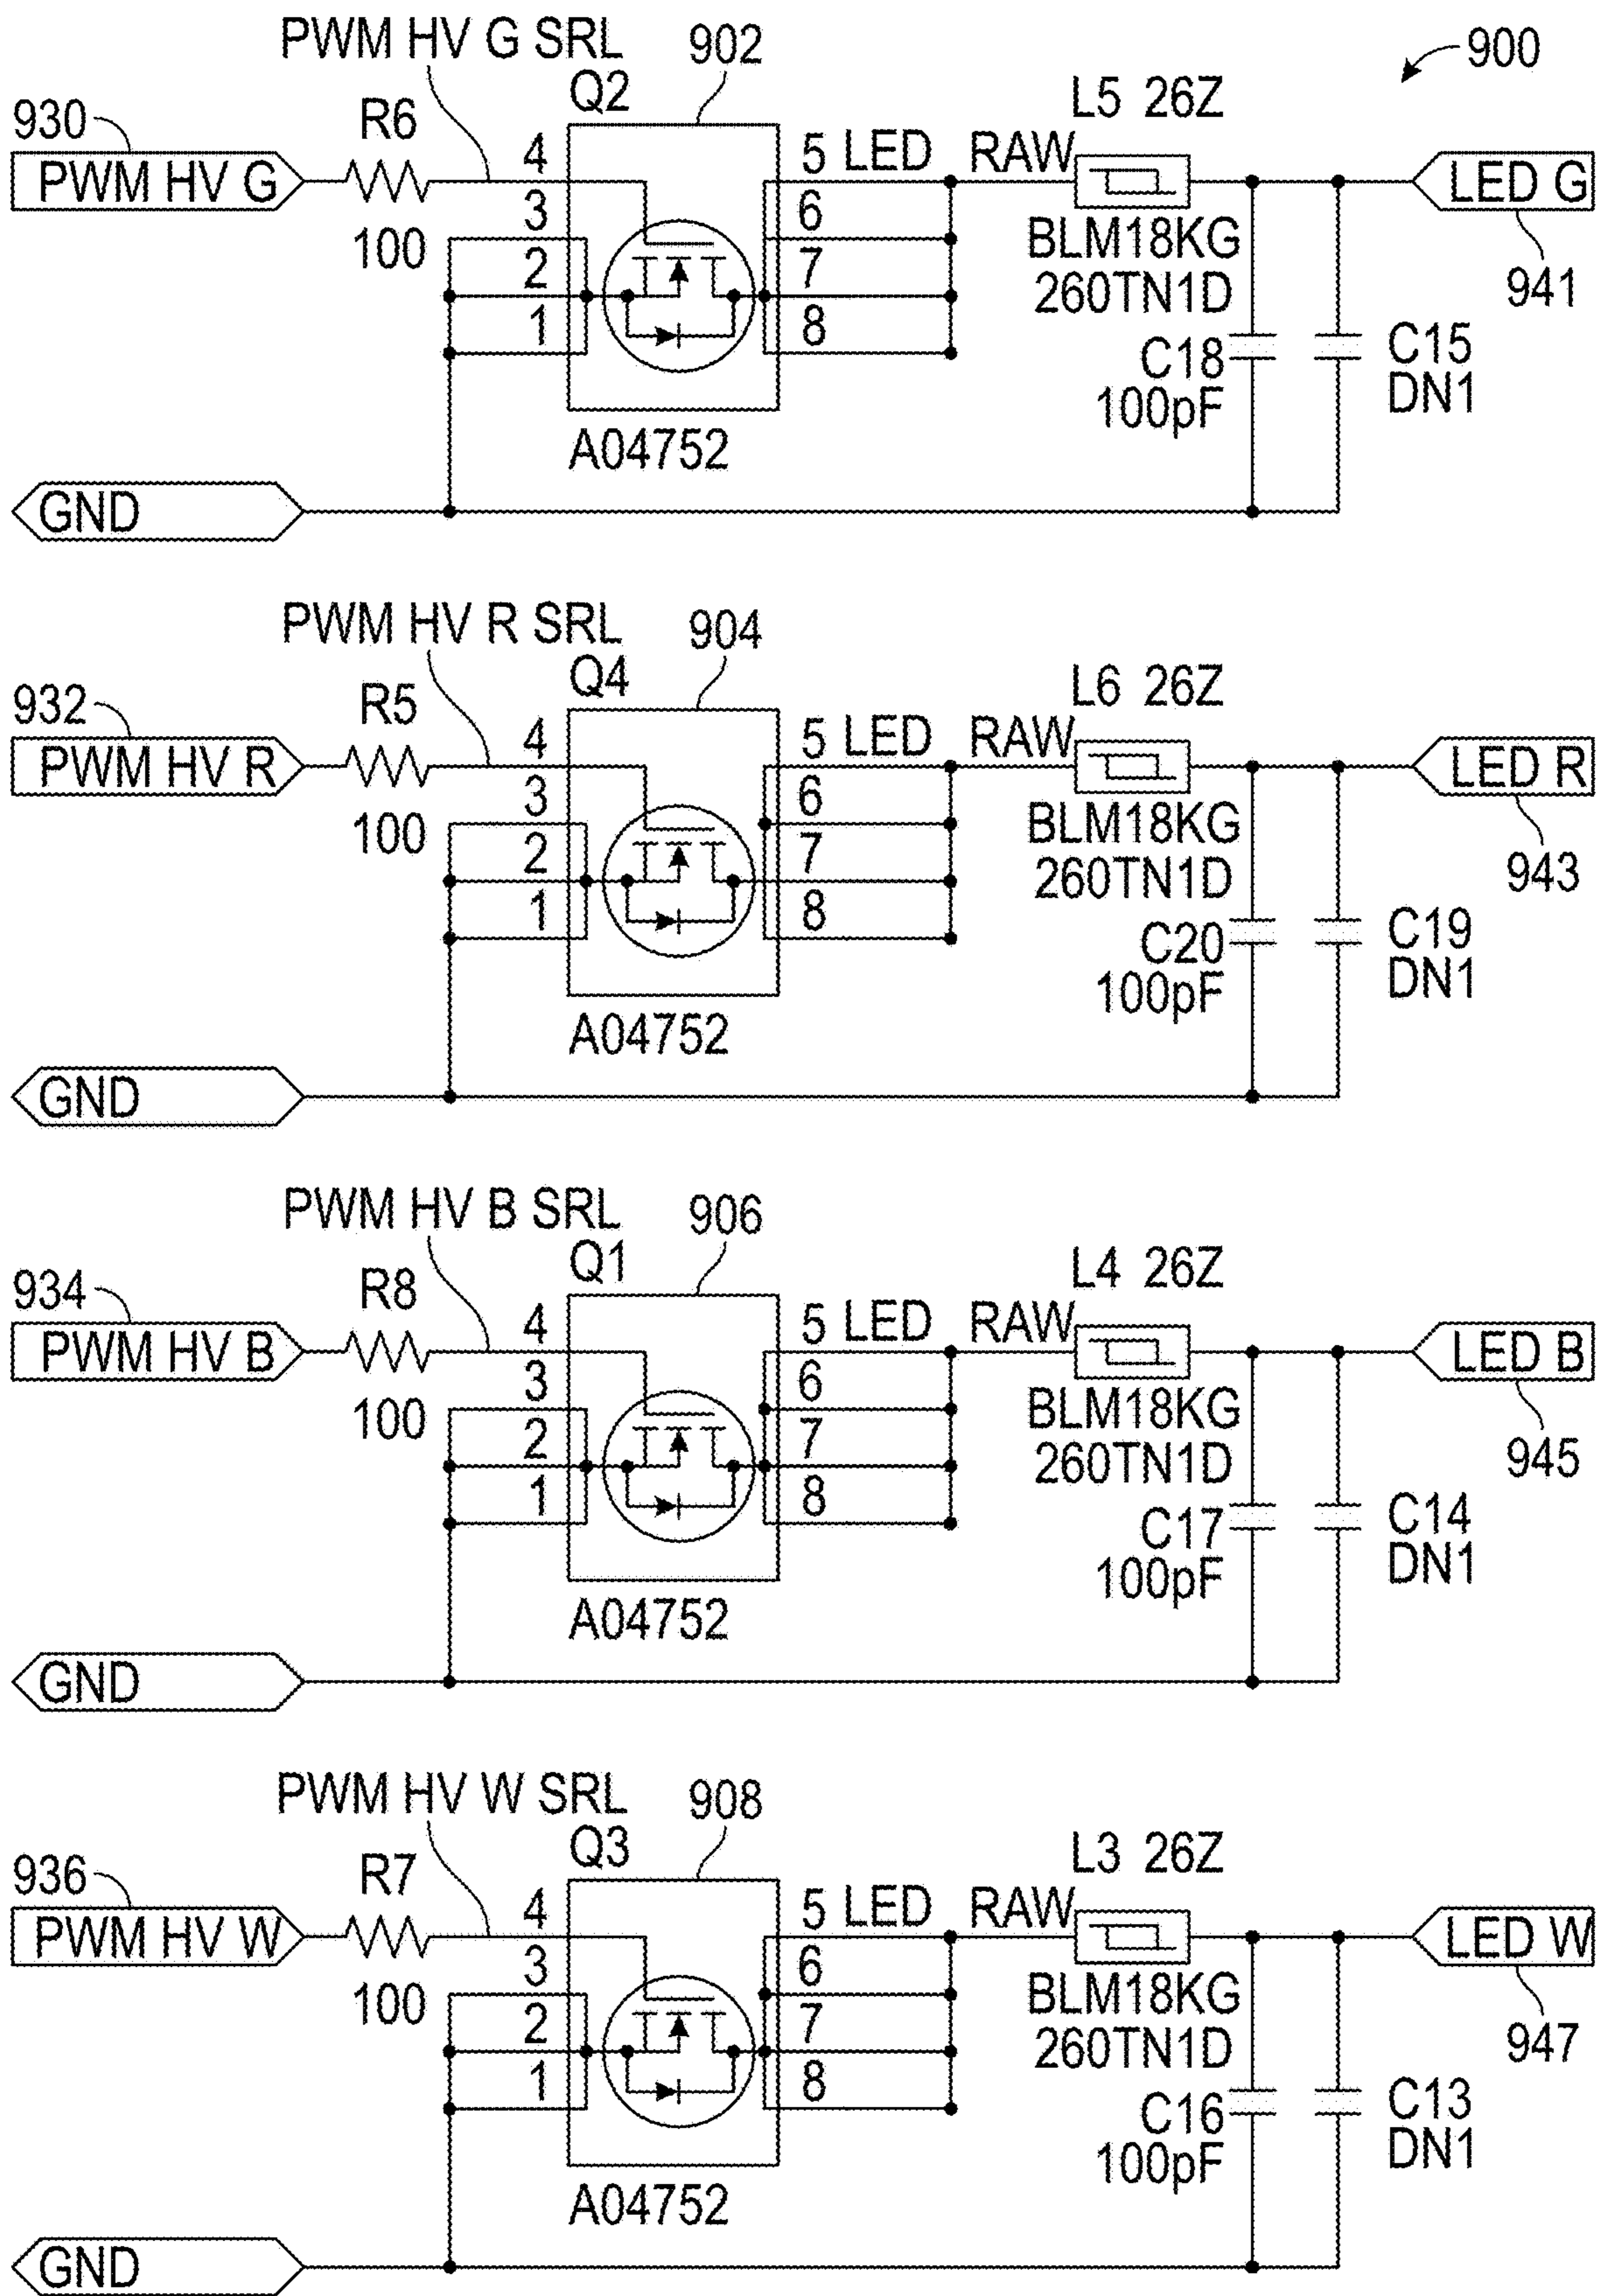 PWM HV G SRL
902
900
Q2
L5 26Z
930
R6
4
5 LED RAW
PWM HV G
LED G
3
6
100
BLM18KG
2
7
260TN1D
941
1
8
C18
C15
100pF
DN1
A04752
GND
PWM HV R SRL
904
Q4
L6 26Z
932
R5
4
5 LED RAW
PWM HV R
LED R
3
6
100
BLM18KG
2
7
260TN1D
943
1
8
C20
C19
100pF
DN1
A04752
GND
PWM HV B SRL
906
Q1
L4 26Z
934
R8
4
5 LED RAW
PWM HV B
LED B
3
6
100
BLM18KG
2
7
260TN1D
945
1
8
C17
C14
100pF
DN1
A04752
GND
PWM HV W SRL
908
Q3
L3 26Z
936
R7
4
5 LED RAW
PWM HV W
LED W
3
6
100
BLM18KG
2
7
260TN1D
947
1
8
C16
C13
100pF
DN1
A04752
GND